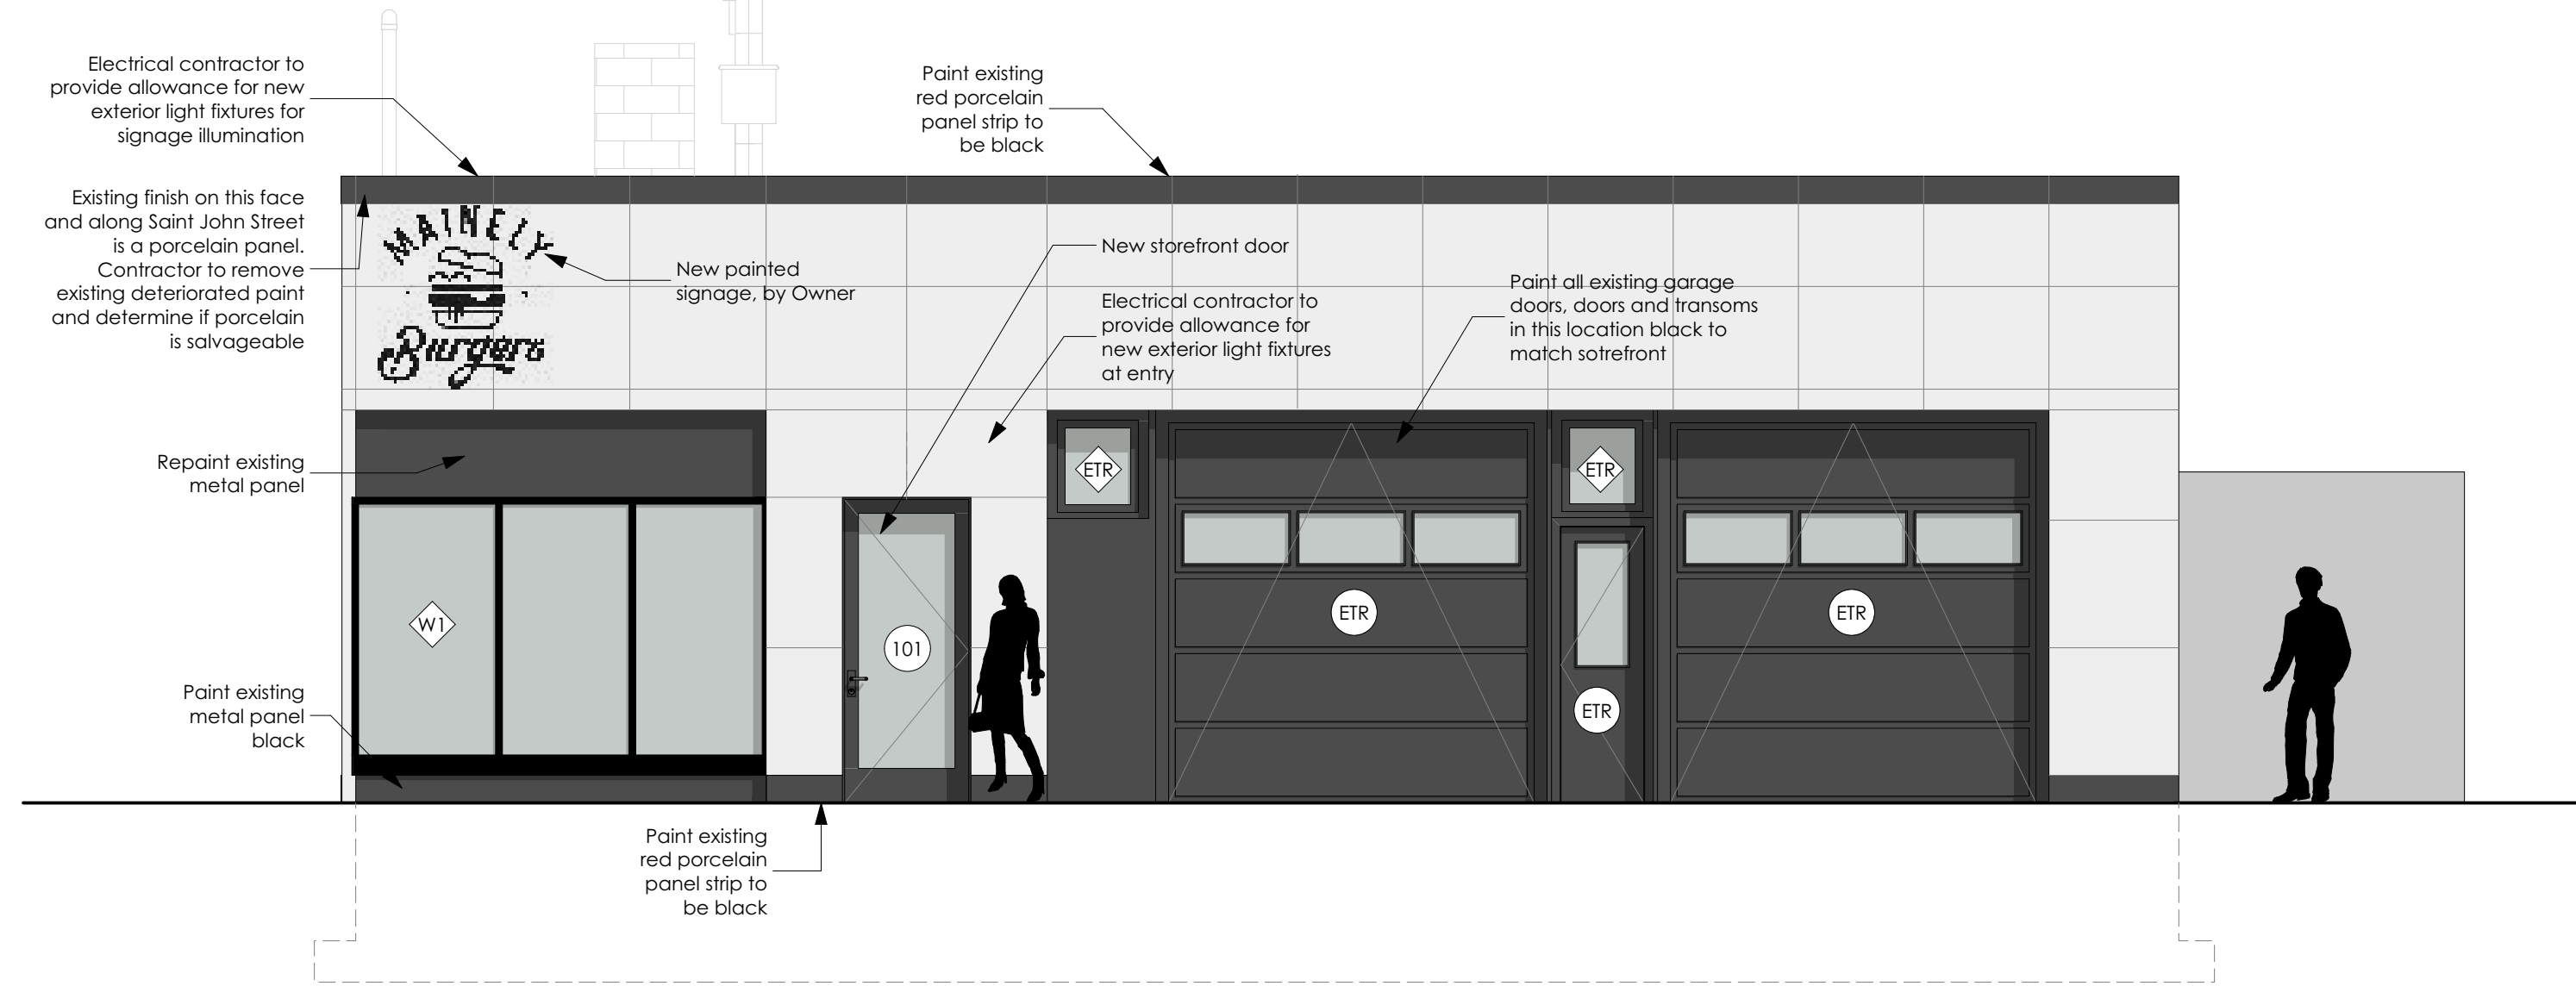 Electrical contractor to
provide allowance for new
exterior light fixtures for
signage illumination
Paint existing
red porcelain
panel strip to
be black
Existing finish on this face
and along Saint John Street
is a porcelain panel.
Contractor to remove
existing deteriorated paint
and determine if porcelain
is salvageable
MAINELY
Burgers
New painted
signage, by Owner
New storefront door
Electrical contractor to
provide allowance for
new exterior light fixtures
at entry
Paint all existing garage
doors, doors and transoms
in this location black to
match sotrefront
Repaint existing
metal panel
ETR
ETR
W1
101
ETR
ETR
ETR
Paint existing
metal panel
black
Paint existing
red porcelain
panel strip to
be black